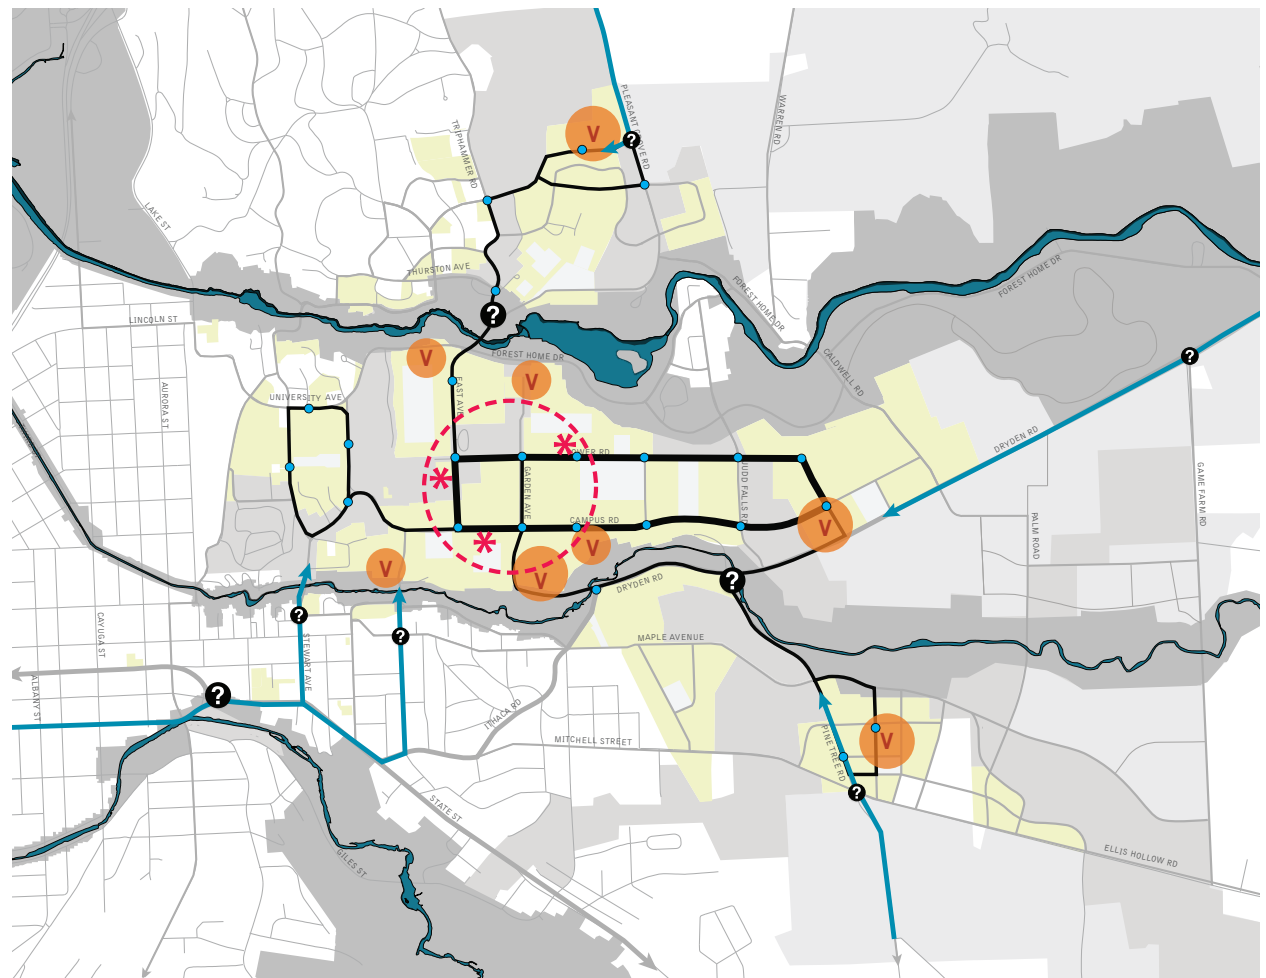 PLEASANT GROVE RD
?
V
WARREN RD
TRIPHAMMER RD
LAKE ST
THURSTON AVE
FOREST HOME DR
FOREST HOME DR
?
LINCOLN ST
FOREST HOME DR
V
V
?
CALDWELL RD
AURORA ST
UNIVERSITY AVE
EAST AVE
DRYDEN RD
TOWER RD
GARDEN AVE
JUDD FALLS RD
GAME FARM RD
CAMPUS RD
PALM ROAD
V
V
V
V
DRYDEN RD
?
?
?
CAYUGA ST
STEWART AVE
MAPLE AVENUE
ALBANY ST
?
ITHACA RD
MITCHELL STREET
PINE TREE RD
V
?
STATE ST
GILES ST
ELLIS HOLLOW RD